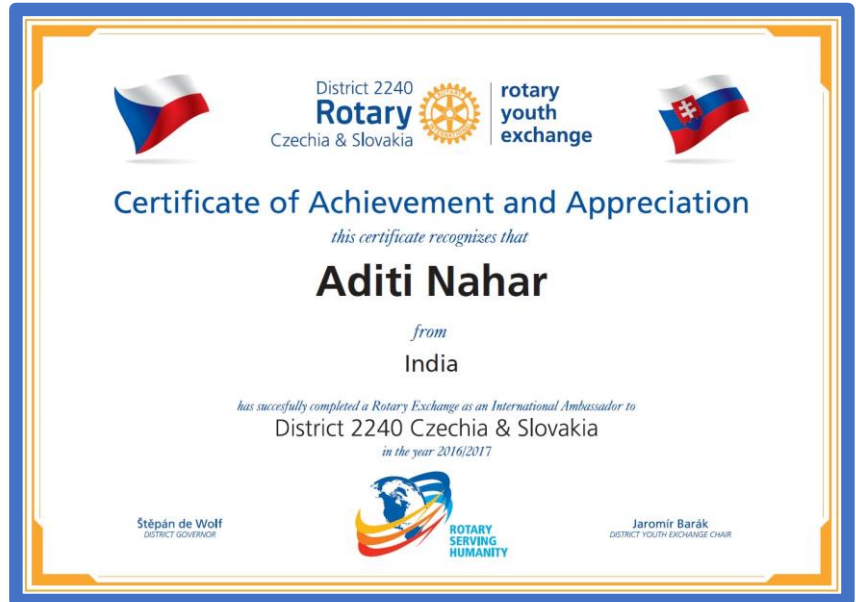 District 2240
Rotary
Czechia & Slovakia
ROTARY
INTERNATIONAL
rotary
youth
exchange
Certificate of Achievement and Appreciation
this certificate recognizes that
Aditi Nahar
from
India
has succesfully completed a Rotary Exchange as an International Ambassador to
District 2240 Czechia & Slovakia
in the year 2016/2017
Štěpán de Wolf
DISTRICT GOVERNOR
ROTARY
SERVING
HUMANITY
Jaromír Barák
DISTRICT YOUTH EXCHANGE CHAIR